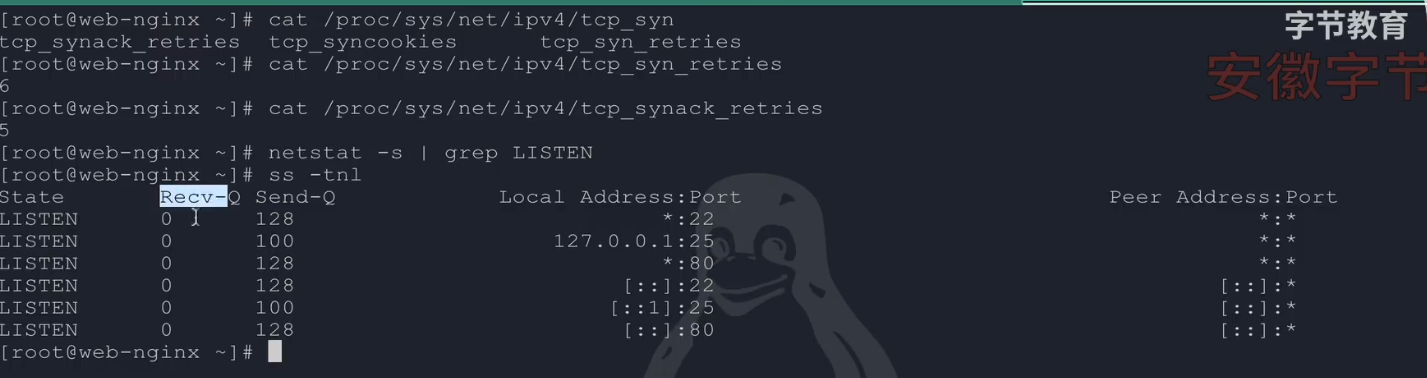 [root@web-nginx ~]# cat /proc/sys/net/ipv4/tcp_syn
tcp_synack_retries tcp_syncookies tcp_syn_retries
[root@web-nginx ~]# cat /proc/sys/net/ipv4/tcp_syn_retries
6
[root@web-nginx ~]# cat /proc/sys/net/ipv4/tcp_synack_retries
5
[root@web-nginx ~]# netstat -s | grep LISTEN
[root@web-nginx ~]# ss -tnl
State Recv-Q Send-Q Local Address:Port Peer Address:Port
LISTEN 0 128 *:22 *:*
LISTEN 0 100 127.0.0.1:25 *:*
LISTEN 0 128 *:80 *:*
LISTEN 0 128 [::]:22 [::]:*
LISTEN 0 100 [::1]:25 [::]:*
LISTEN 0 128 [::]:80 [::]:*
[root@web-nginx ~]#
字节教育
安徽字节